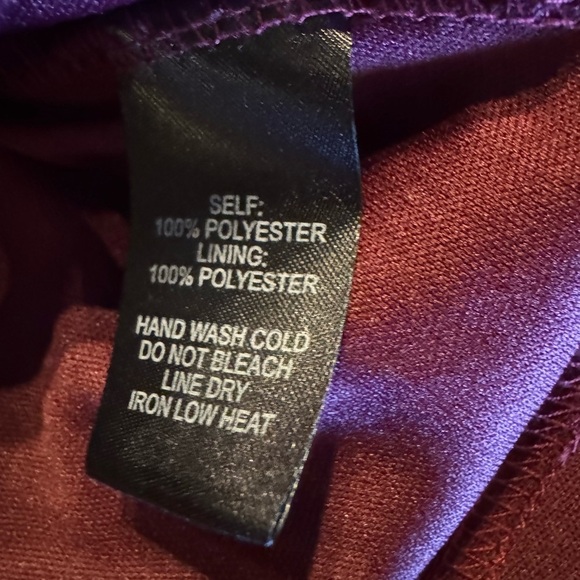 SELF:
100% POLYESTER
LINING:
100% POLYESTER
HAND WASH COLD
DO NOT BLEACH
LINE DRY
IRON LOW HEAT